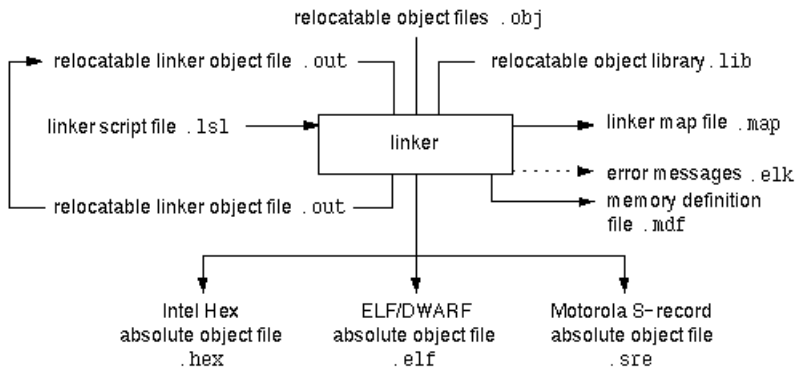 relocatable object files .obj
relocatable linker object file .out
relocatable object library .lib
linker script file .lsl
linker
linker map file .map
error messages .elk
relocatable linker object file .out
memory definition
file .mdf
Intel Hex
absolute object file
.hex
ELF/DWARF
absolute object file
.elf
Motorola S-record
absolute object file
.sre